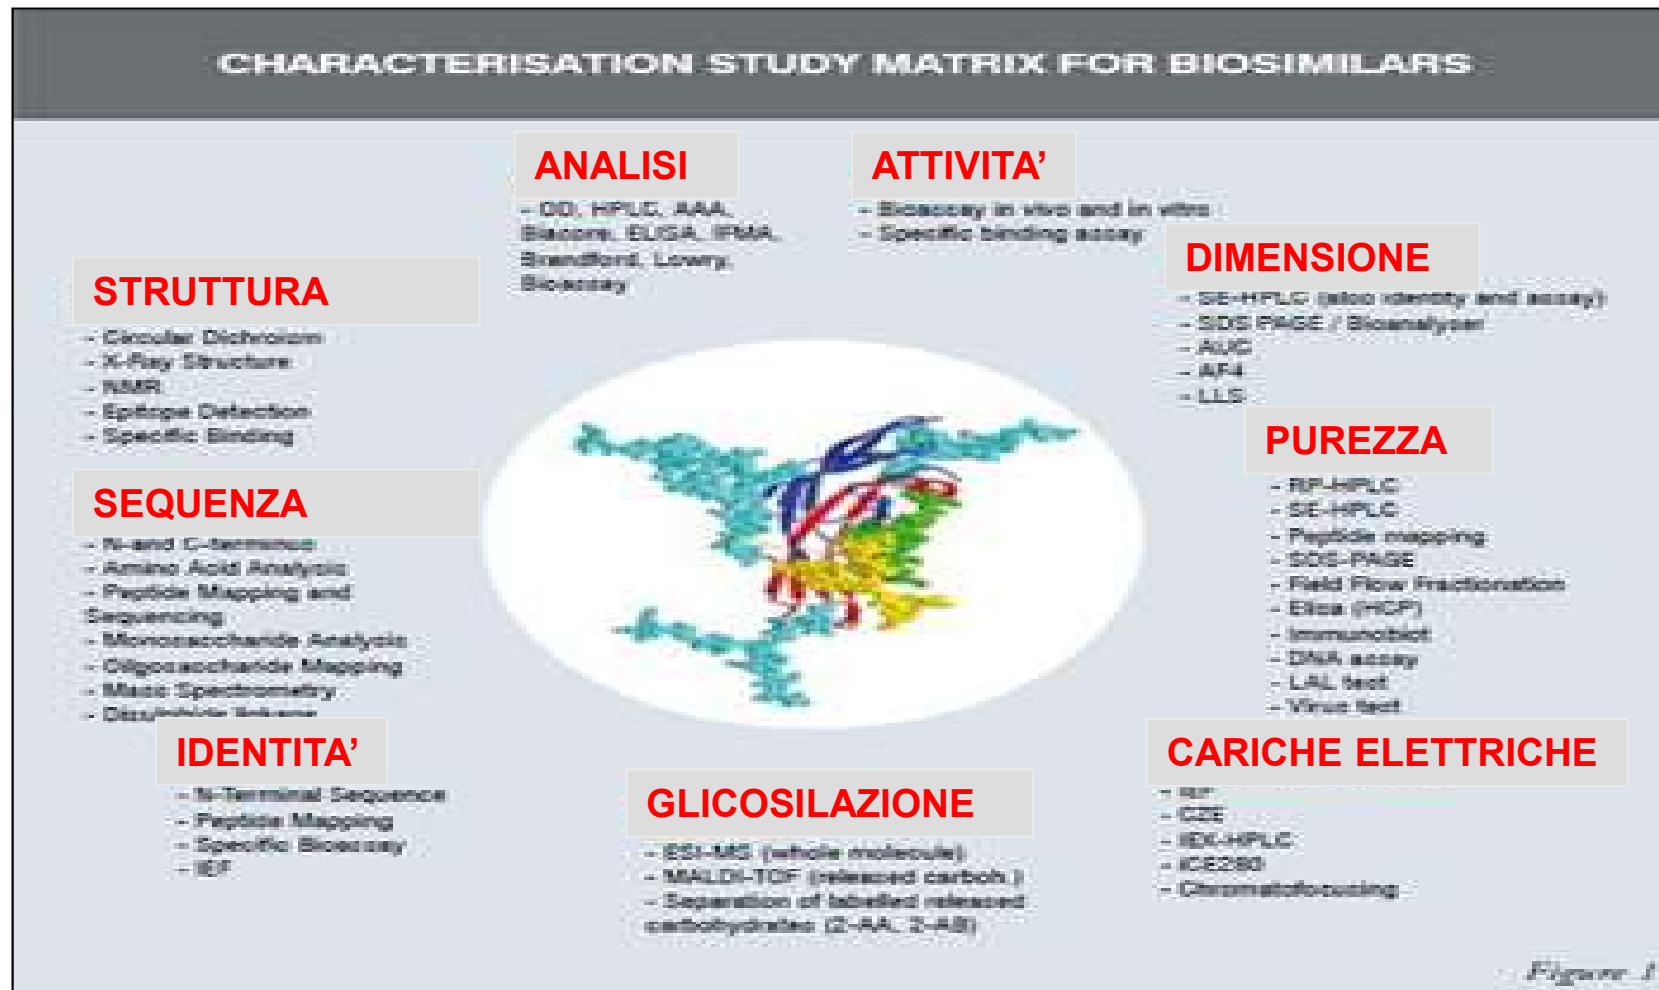 CHARACTERISATION STUDY MATRIX FOR BIOSIMILARS
ANALISI
- OD, HPLC, AAA,
Biacore, ELISA, IFMA,
Brandford, Lowry,
Bioassay
ATTIVITA’
- Bioassay in vivo and in vitro
- Specific binding assay
DIMENSIONE
- SE-HPLC (also identity and assay)
- SDS PAGE / Bioanalyser
- AUC
- AF4
- LLS
STRUTTURA
- Circular Dichroism
- X-Ray Structure
- NMR
- Epitope Detection
- Specific Binding
PUREZZA
- RP-HPLC
- SE-HPLC
- Peptide mapping
- SDS-PAGE
- Field Flow Fractionation
- Elisa (HCP)
- Immunoblot
- DNA assay
- LAL test
- Virus test
SEQUENZA
- N-and C-terminus
- Amino Acid Analysis
- Peptide Mapping and
Sequencing
- Monosaccharide Analysis
- Oligosaccharide Mapping
- Mass Spectrometry
- Disulphide linkage
IDENTITA’
- N-Terminal Sequence
- Peptide Mapping
- Specific Bioassay
- IEF
GLICOSILAZIONE
- ESI-MS (whole molecule)
- MALDI-TOF (released carboh.)
- Separation of labelled released
carbohydrates (2-AA, 2-AB)
CARICHE ELETTRICHE
- IEF
- CZE
- IEX-HPLC
- iCE280
- Chromatofocusing
Figure 1